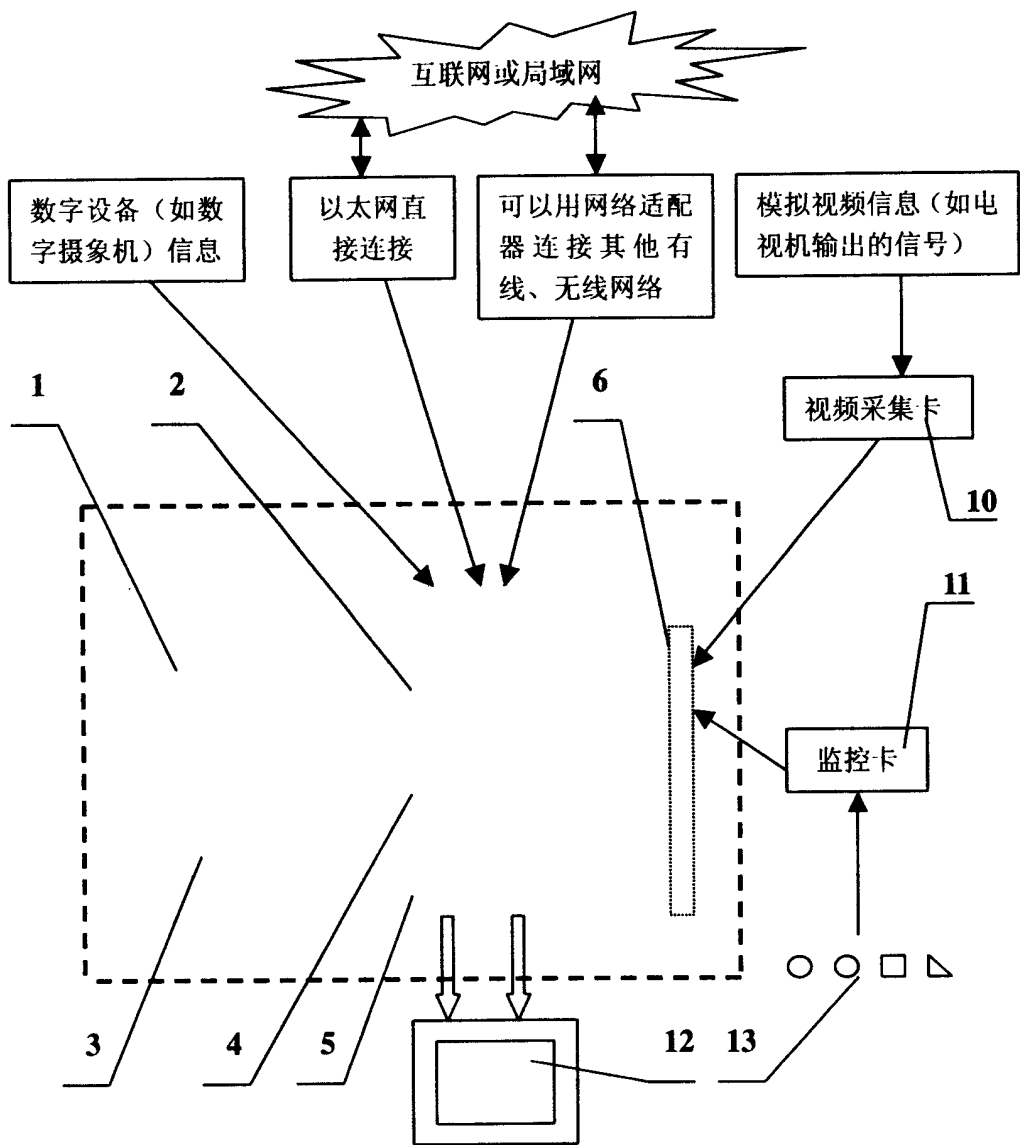 互联网或局域网
数字设备（如数
字摄象机）信息
以太网直
接连接
可以用网络适配
器连接其他有
线、无线网络
模拟视频信息（如电
视机输出的信号）
1
2
6
视频采集卡
10
11
监控卡
3
4
5
12
13